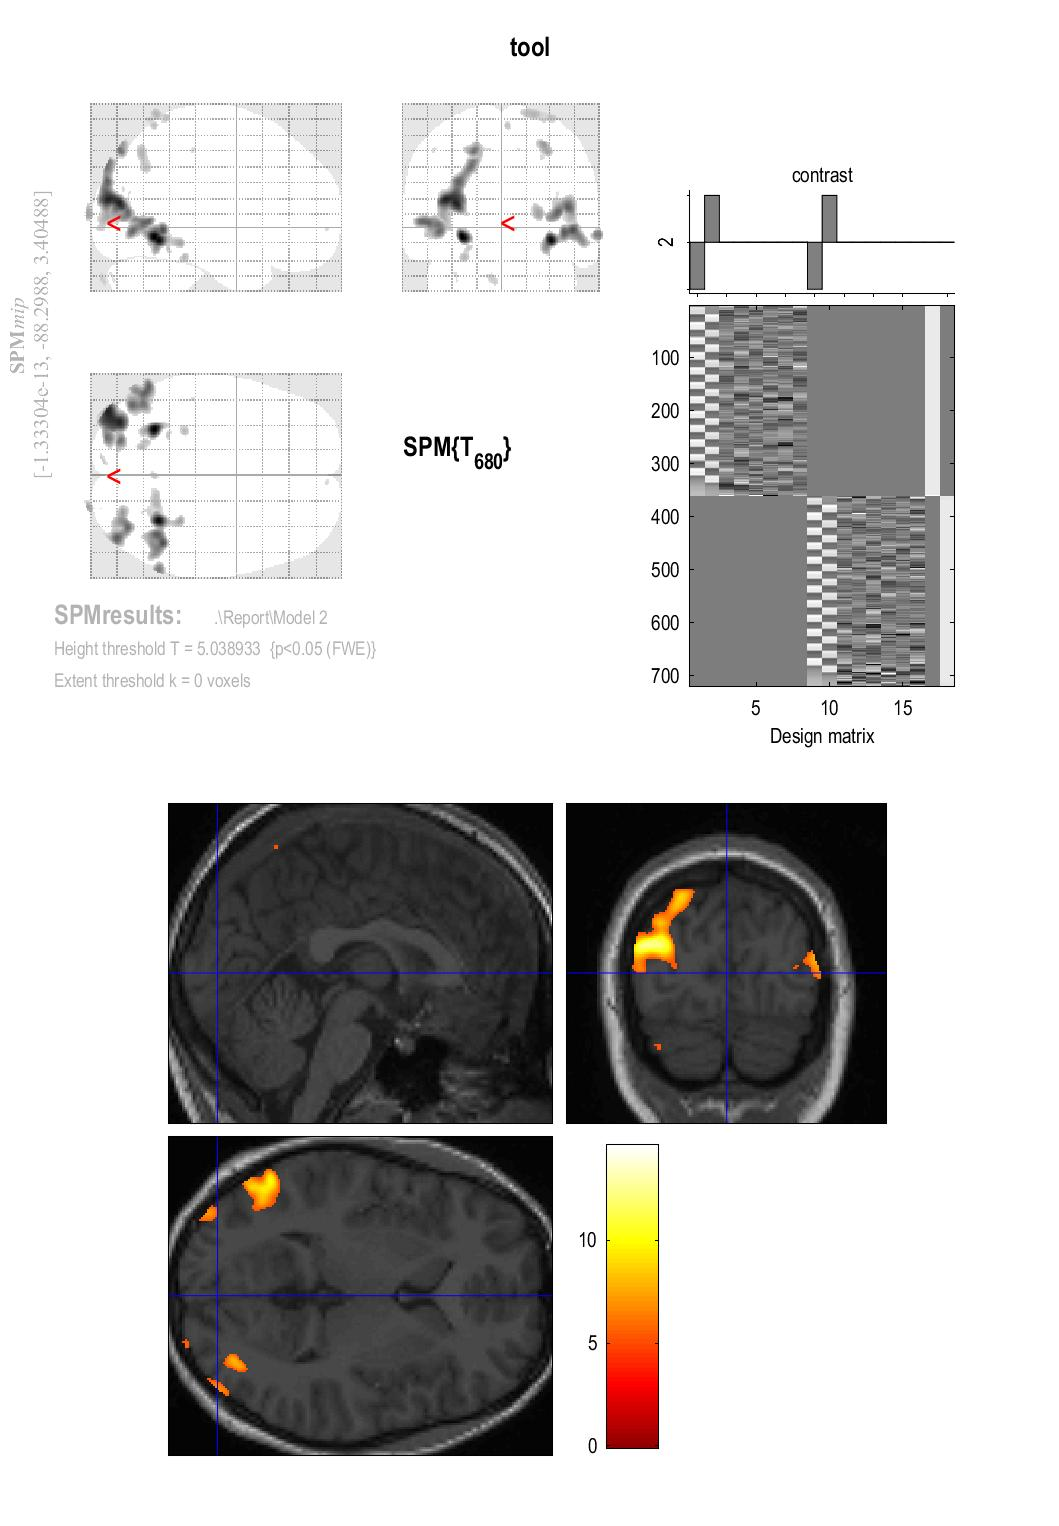 tool
SPMmip
[-1.33304e-13, -88.2988, 3.40488]
<
<
<
SPM{T680}
SPMresults: .\Report\Model 2
Height threshold T = 5.038933 {p<0.05 (FWE)}
Extent threshold k = 0 voxels
contrast
2
100
200
300
400
500
600
700
5 10 15
Design matrix
10
5
0